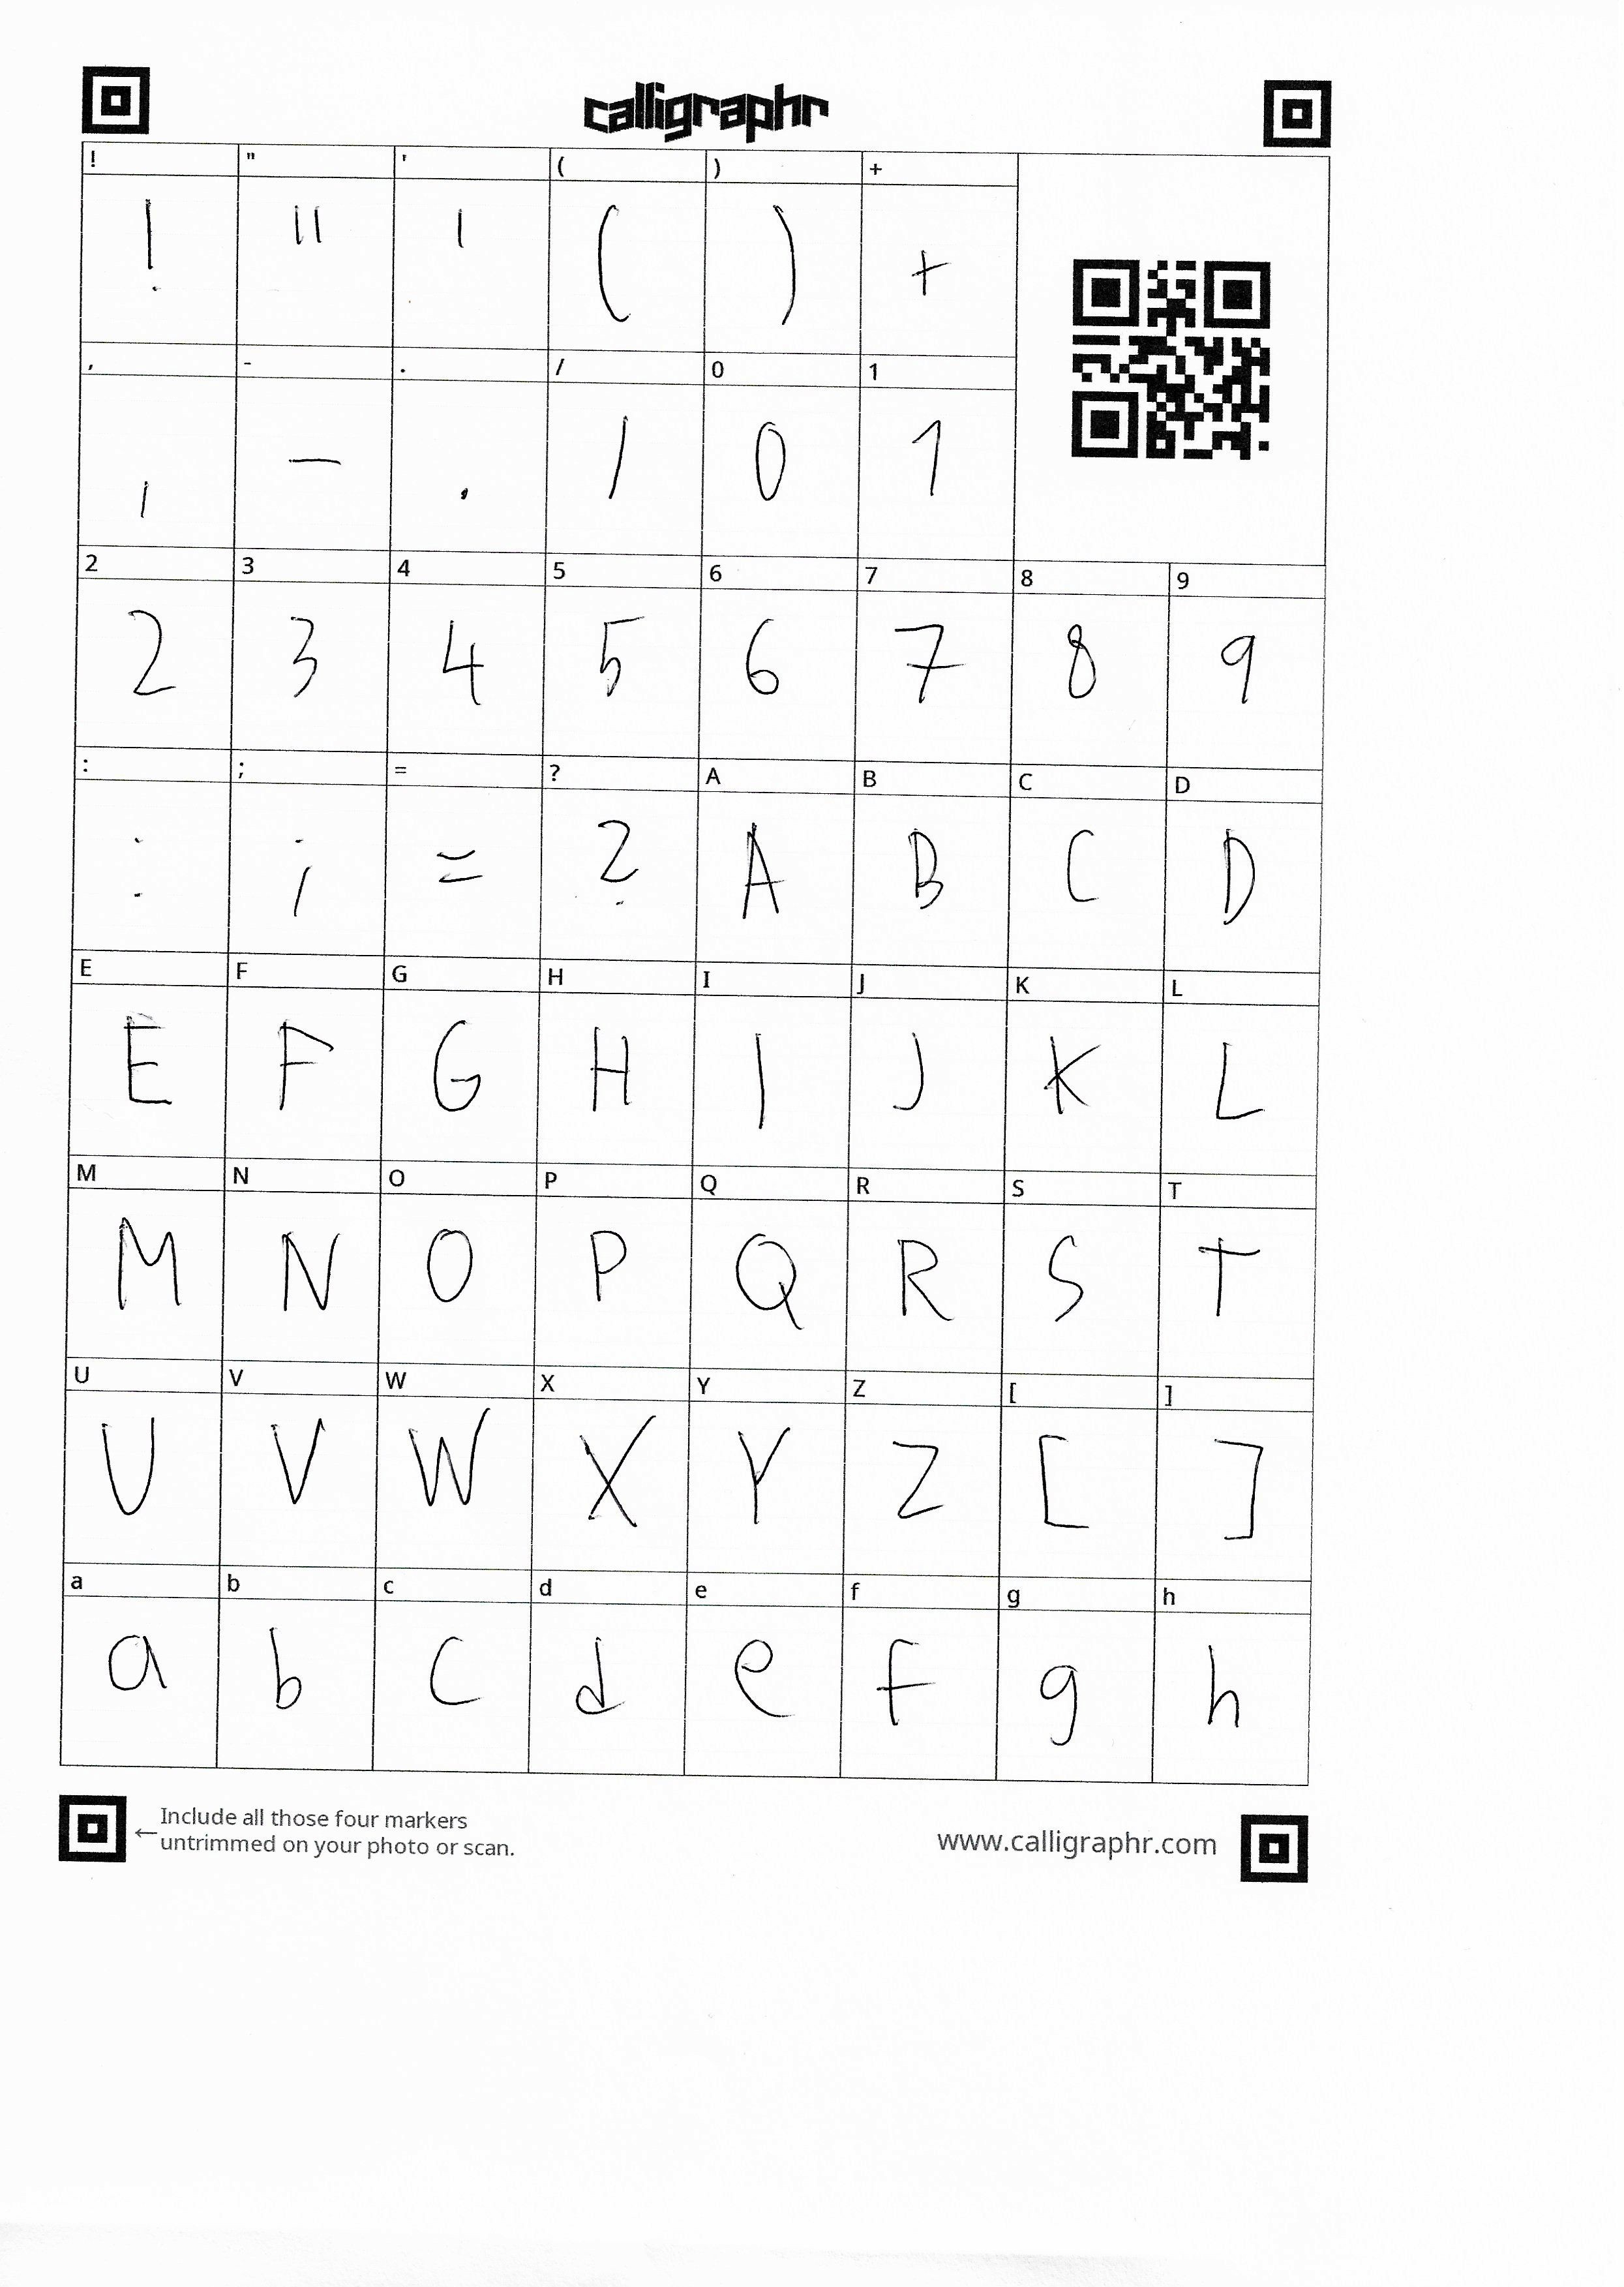 calligraphr
! " ' ( ) +
! " ' ( ) +
, - . / 0 1
, - . / 0 1
2 3 4 5 6 7 8 9
2 3 4 5 6 7 8 9
: ; = ? A B C D
: ; = ? A B C D
E F G H I J K L
E F G H I J K L
M N O P Q R S T
M N O P Q R S T
U V W X Y Z [ ]
U V W X Y Z [ ]
a b c d e f g h
a b c d e f g h
←Include all those four markers
untrimmed on your photo or scan.
www.calligraphr.com